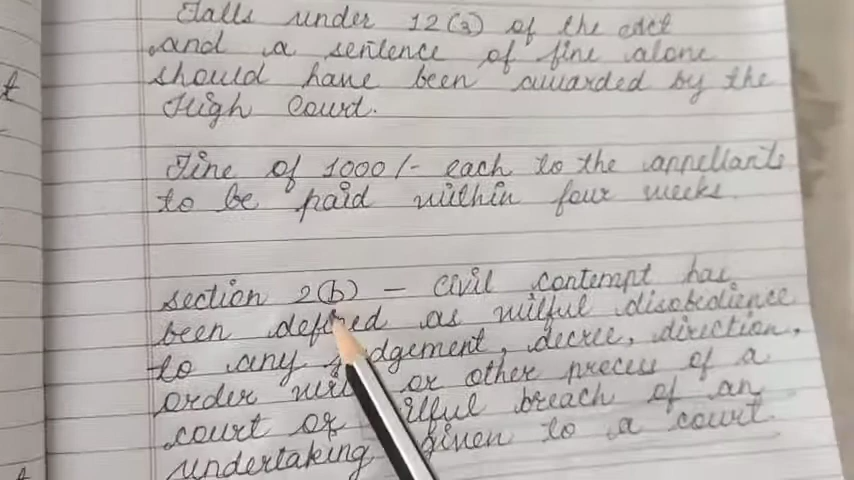 Falls under 12(3) of the act
and a sentence of fine alone
should have been awarded by the
High Court.
Fine of 1000/- each to the appellants
to be paid within four weeks.
section 2(b) - civil contempt has
been defined as wilful disobedience
to any judgement, decree, direction,
order writ or other process of a
court or wilful breach of an
undertaking given to a court.